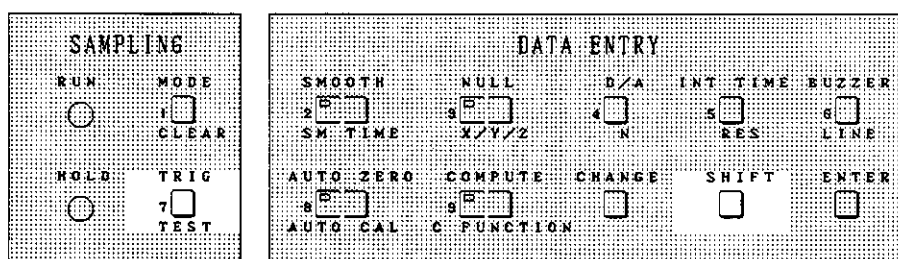 SAMPLING
RUN MODE
1
CLEAR
HOLD TRIG
7
TEST
DATA ENTRY
SMOOTH NULL D/A INT TIME BUZZER
2 3 4 5 6
SM TIME X/Y/Z N RES LINE
AUTO ZERO COMPUTE CHANGE SHIFT ENTER
8 9
AUTO CAL C FUNCTION